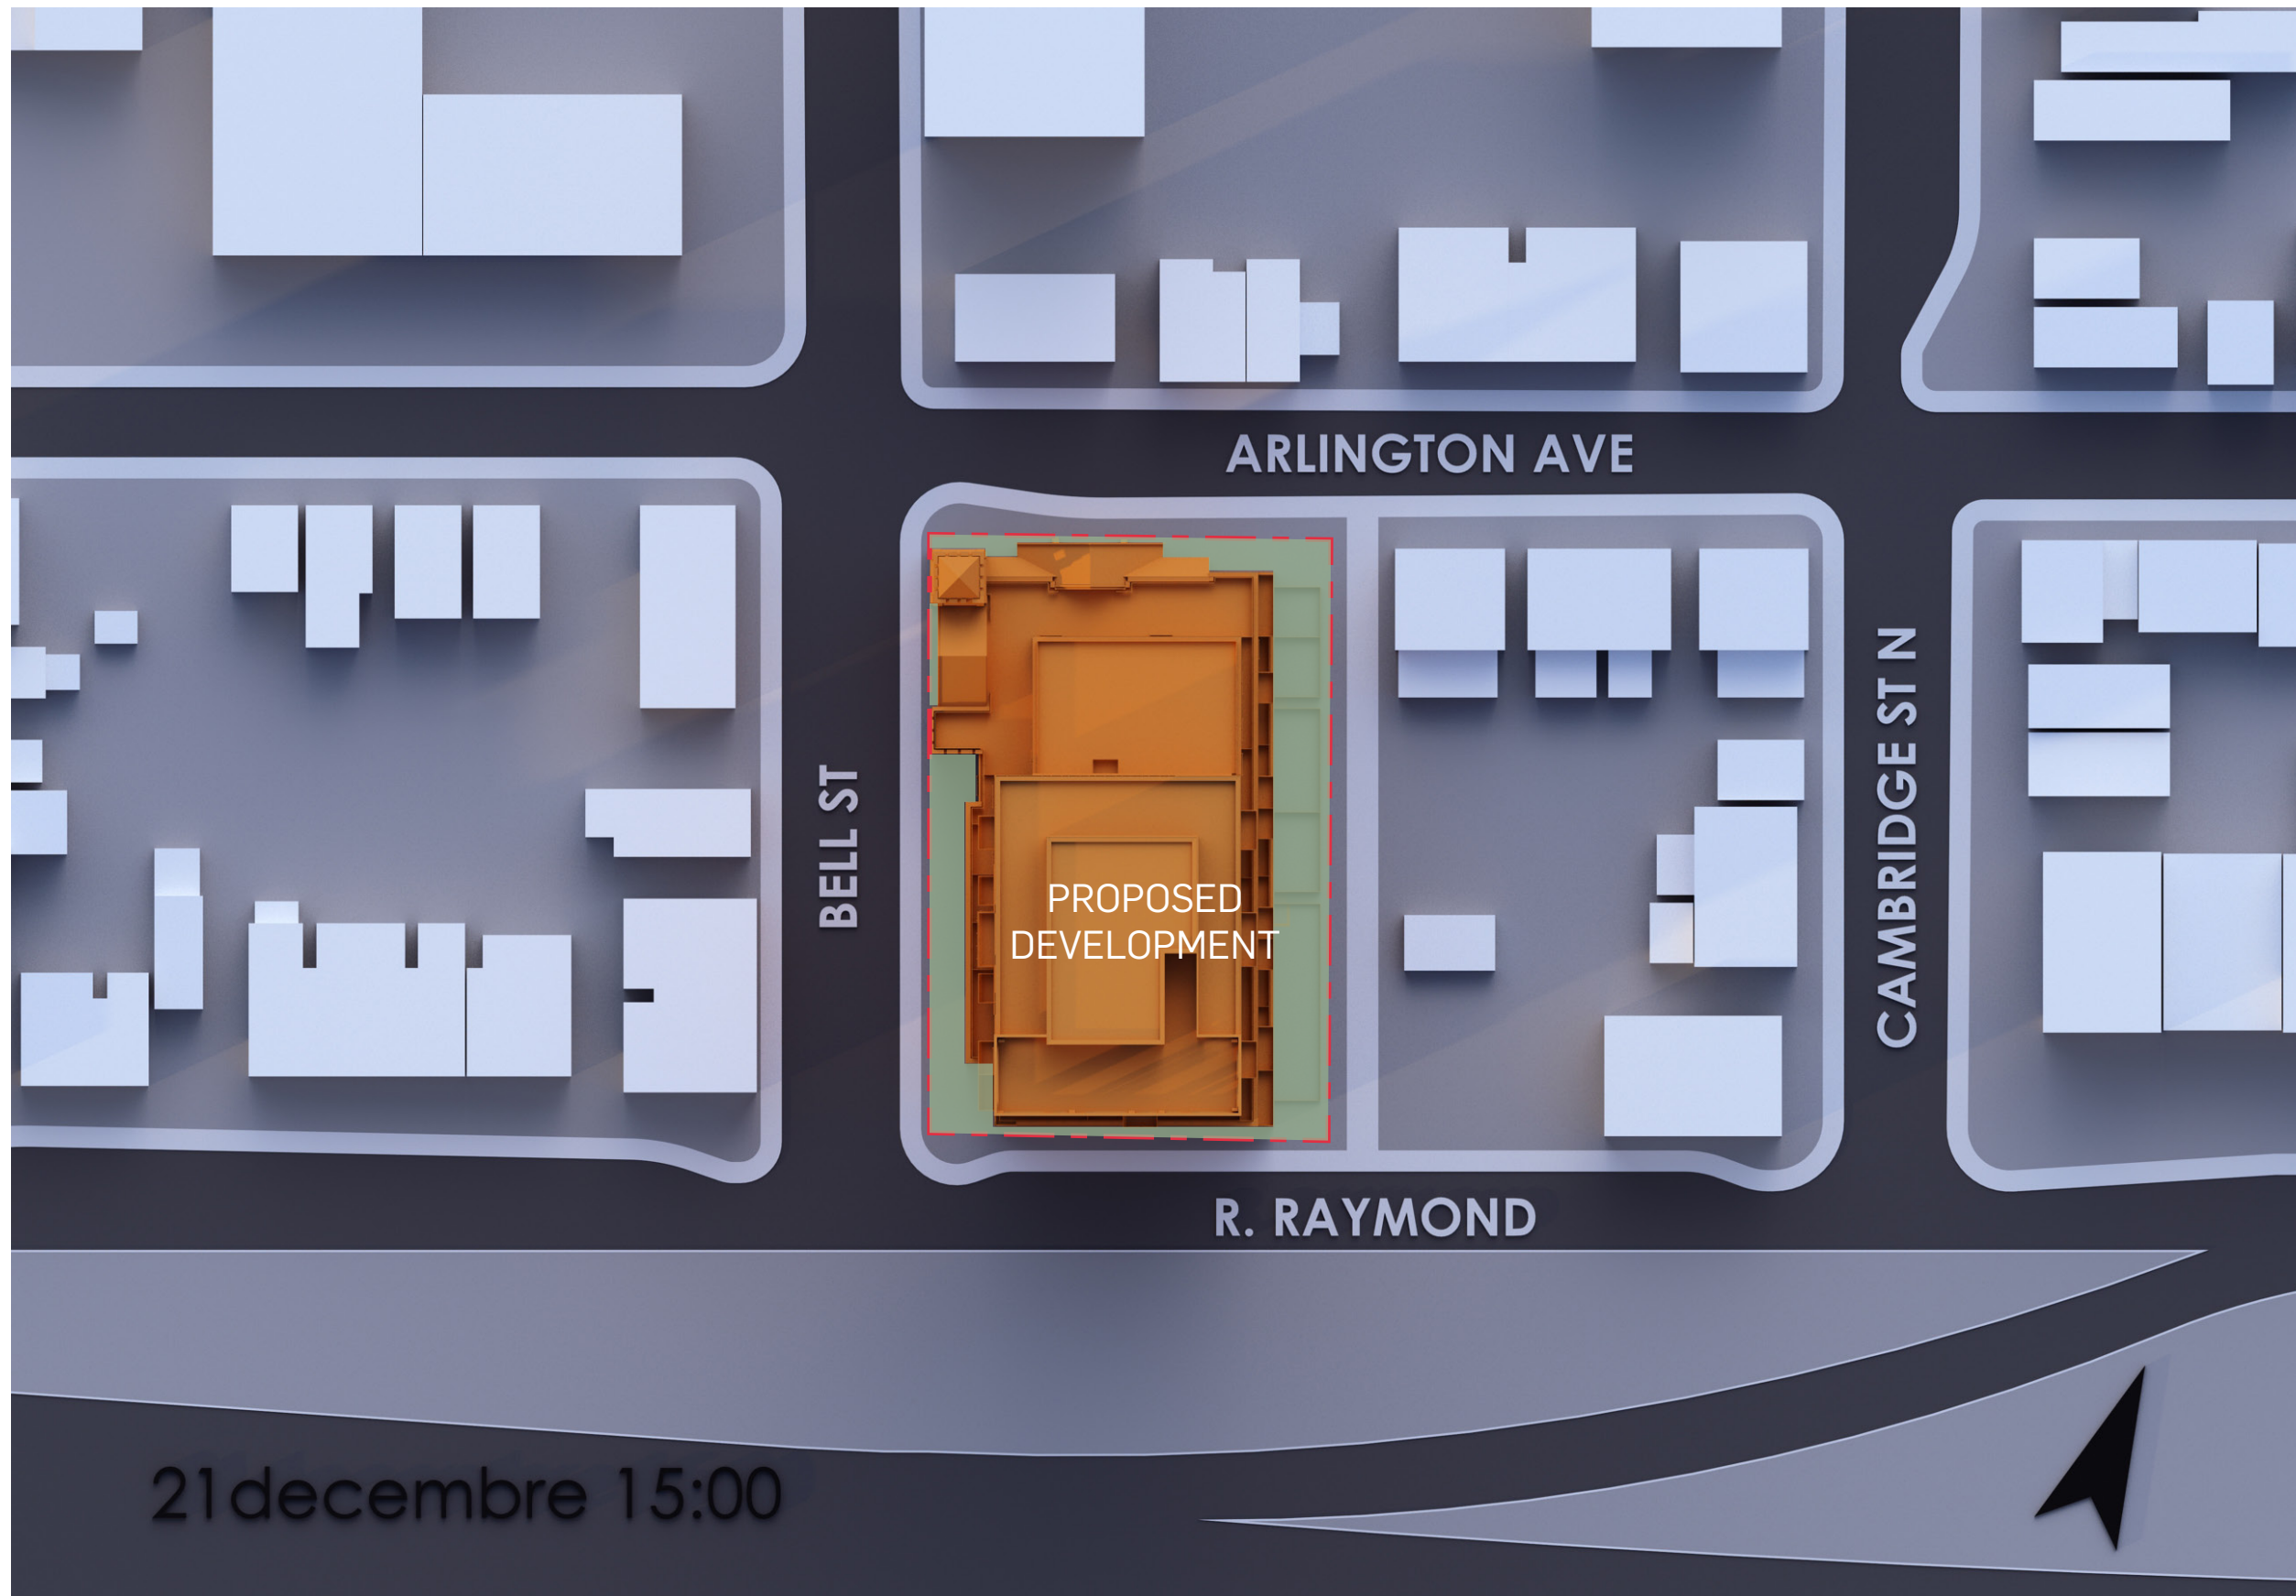 ARLINGTON AVE
BELL ST
CAMBRIDGE ST N
PROPOSED
DEVELOPMENT
R. RAYMOND
21decembre 15:00